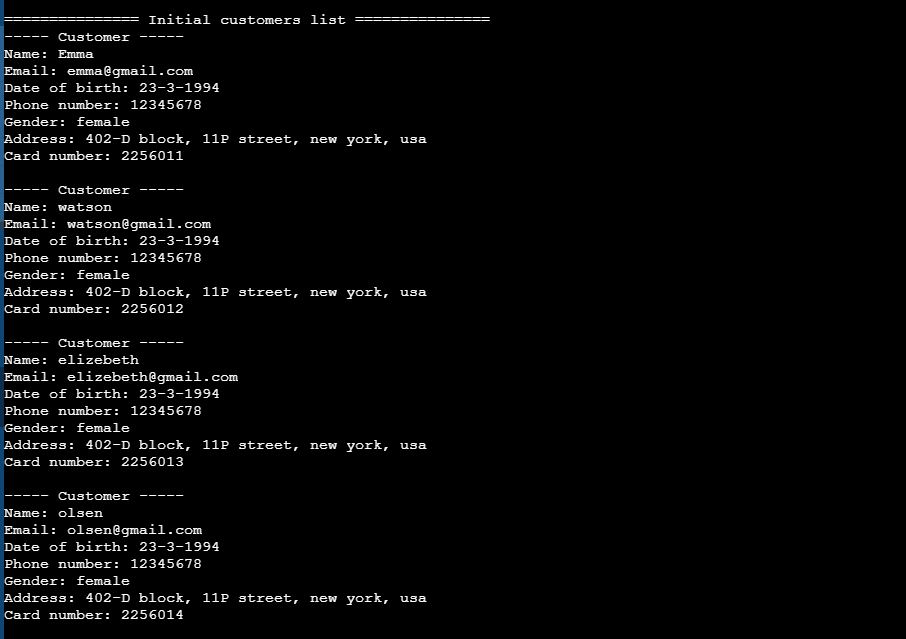 =============== Initial customers list ===============
----- Customer -----
Name: Emma
Email: emma@gmail.com
Date of birth: 23-3-1994
Phone number: 12345678
Gender: female
Address: 402-D block, 11P street, new york, usa
Card number: 2256011
----- Customer -----
Name: watson
Email: watson@gmail.com
Date of birth: 23-3-1994
Phone number: 12345678
Gender: female
Address: 402-D block, 11P street, new york, usa
Card number: 2256012
----- Customer -----
Name: elizebeth
Email: elizebeth@gmail.com
Date of birth: 23-3-1994
Phone number: 12345678
Gender: female
Address: 402-D block, 11P street, new york, usa
Card number: 2256013
----- Customer -----
Name: olsen
Email: olsen@gmail.com
Date of birth: 23-3-1994
Phone number: 12345678
Gender: female
Address: 402-D block, 11P street, new york, usa
Card number: 2256014